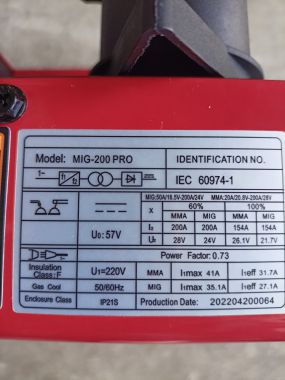 Model: MIG-200 PRO IDENTIFICATION NO.
1~ f1 f2 IEC 60974-1
MIG:50A/16.5V-200A/24V MMA:20A/20.8V-200A/28V
X 60% 100%
MMA MIG MMA MIG
U₀: 57V I₂ 200A 200A 154A 154A
U₂ 28V 24V 26.1V 21.7V
Power Factor: 0.73
Insulation Class: F U1=220V MMA I1max 41A I1eff 31.7A
Gas Cool 50/60Hz MIG I1max 35.1A I1eff 27.1A
Enclosure Class IP21S Production Date: 202204200064